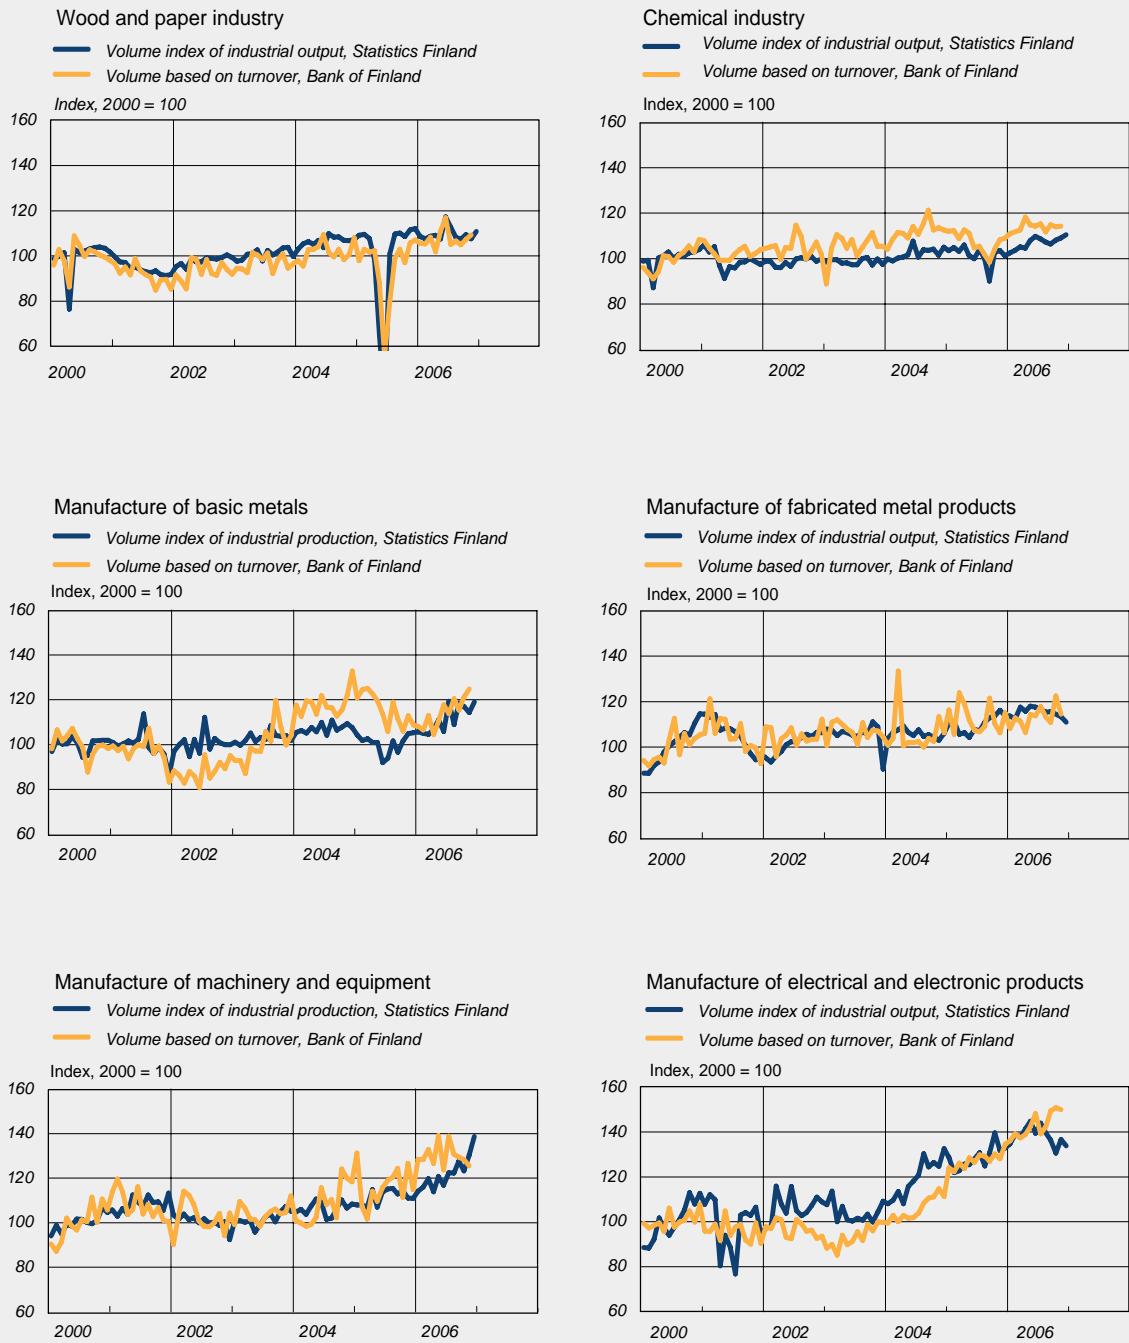 Wood and paper industry
Volume index of industrial output, Statistics Finland
Volume based on turnover, Bank of Finland
Index, 2000 = 100
160
140
120
100
80
60
2000 2002 2004 2006
Chemical industry
Volume index of industrial output, Statistics Finland
Volume based on turnover, Bank of Finland
Index, 2000 = 100
160
140
120
100
80
60
2000 2002 2004 2006
Manufacture of basic metals
Volume index of industrial production, Statistics Finland
Volume based on turnover, Bank of Finland
Index, 2000 = 100
160
140
120
100
80
60
2000 2002 2004 2006
Manufacture of fabricated metal products
Volume index of industrial output, Statistics Finland
Volume based on turnover, Bank of Finland
Index, 2000 = 100
160
140
120
100
80
60
2000 2002 2004 2006
Manufacture of machinery and equipment
Volume index of industrial production, Statistics Finland
Volume based on turnover, Bank of Finland
Index, 2000 = 100
160
140
120
100
80
60
2000 2002 2004 2006
Manufacture of electrical and electronic products
Volume index of industrial output, Statistics Finland
Volume based on turnover, Bank of Finland
Index, 2000 = 100
160
140
120
100
80
60
2000 2002 2004 2006